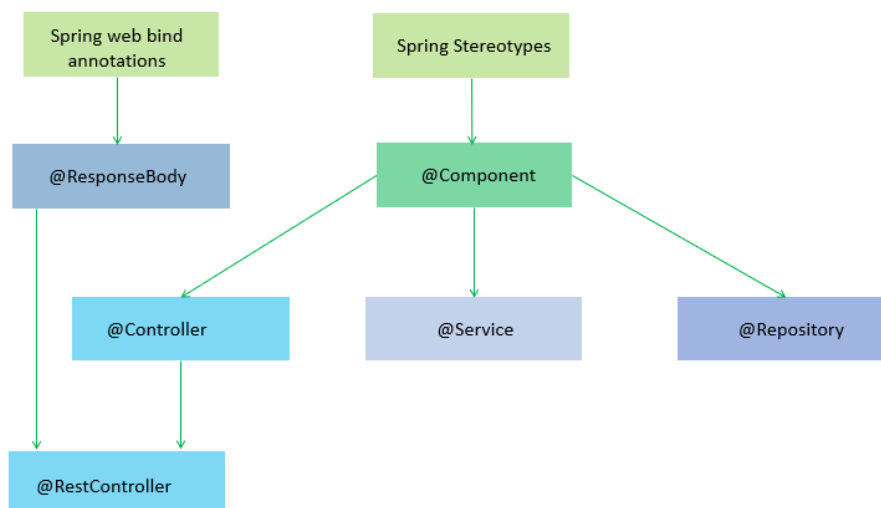 Spring web bind
annotations
Spring Stereotypes
@ResponseBody
@Component
@Controller
@Service
@Repository
@RestController